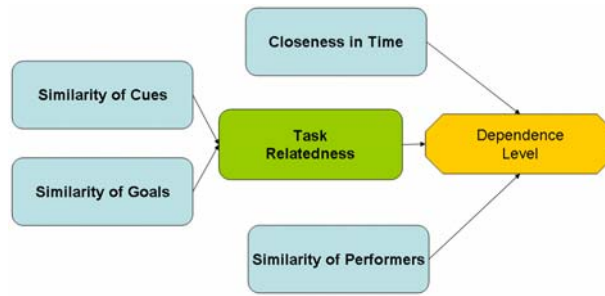 Closeness in Time
Similarity of Cues
Task
Relatedness
Dependence
Level
Similarity of Goals
Similarity of Performers